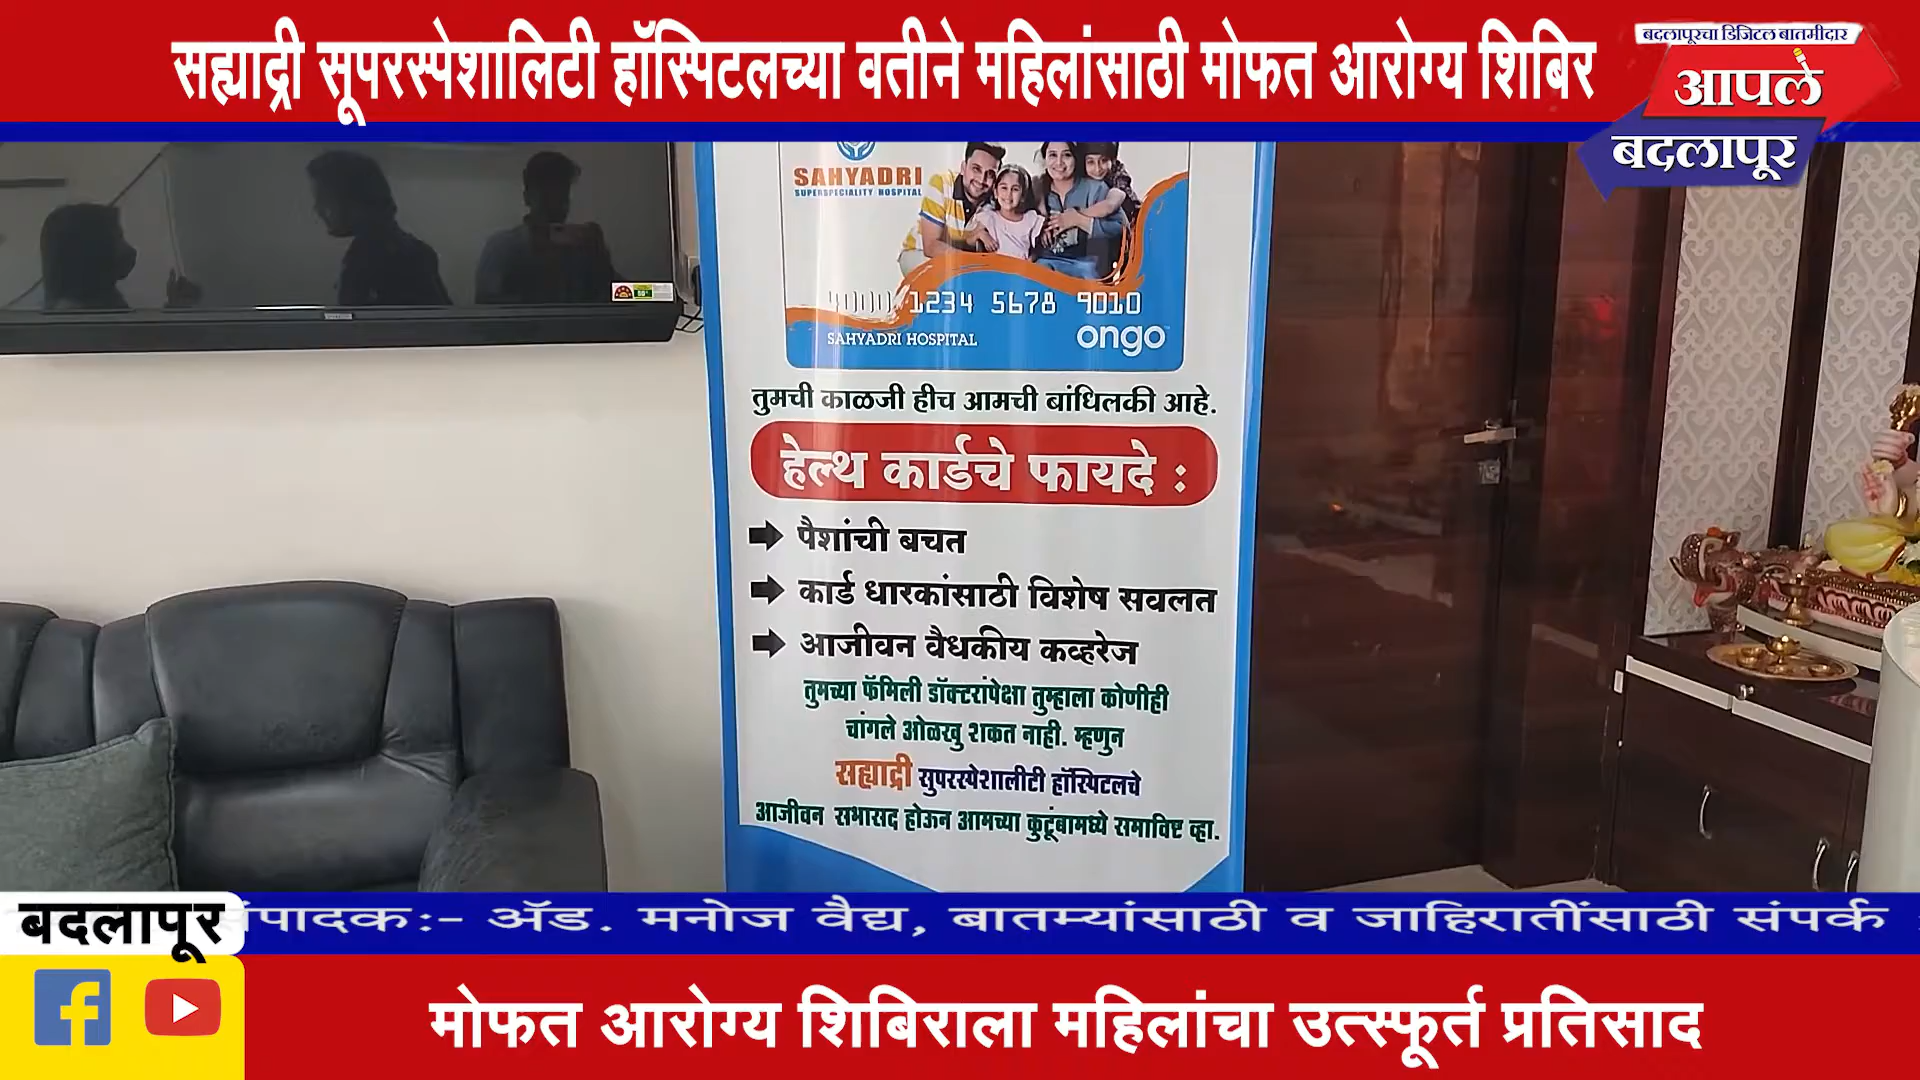 सह्याद्री सूपरस्पेशालिटी हॉस्पिटलच्या वतीने महिलांसाठी मोफत आरोग्य शिबिर
बदलापूरचा डिजिटल बातमीदार
आपलं
बदलापूर
SAHYADRI
SUPERSPECIALITY HOSPITAL
1234 5678 9010
SAHYADRI HOSPITAL
ongo
तुमची काळजी हीच आमची बांधिलकी आहे.
हेल्थ कार्डचे फायदे :
पैशांची बचत
कार्ड धारकांसाठी विशेष सवलत
आजीवन वैधकीय कव्हरेज
तुमच्या फॅमिली डॉक्टरांपेक्षा तुम्हाला कोणीही
चांगले ओळखु शकत नाही. म्हणुन
सह्याद्री सुपरस्पेशालीटी हॉस्पिटलचे
आजीवन सभासद होऊन आमच्या कुटूंबामध्ये समाविष्ट व्हा.
बदलापूर
संपादक:- ॲड. मनोज वैद्य, बातम्यांसाठी व जाहिरातींसाठी संपर्क
मोफत आरोग्य शिबिराला महिलांचा उत्स्फूर्त प्रतिसाद